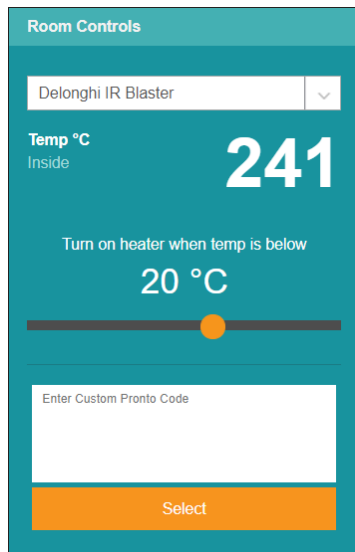 Room Controls
Delonghi IR Blaster
Temp °C
Inside
241
Turn on heater when temp is below
20 °C
Enter Custom Pronto Code
Select